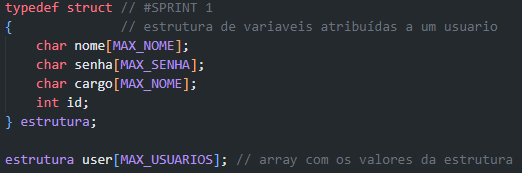 typedef struct // #SPRINT 1
{ // estrutura de variaveis atribuídas a um usuario
char nome[MAX_NOME];
char senha[MAX_SENHA];
char cargo[MAX_NOME];
int id;
} estrutura;
estrutura user[MAX_USUARIOS]; // array com os valores da estrutura